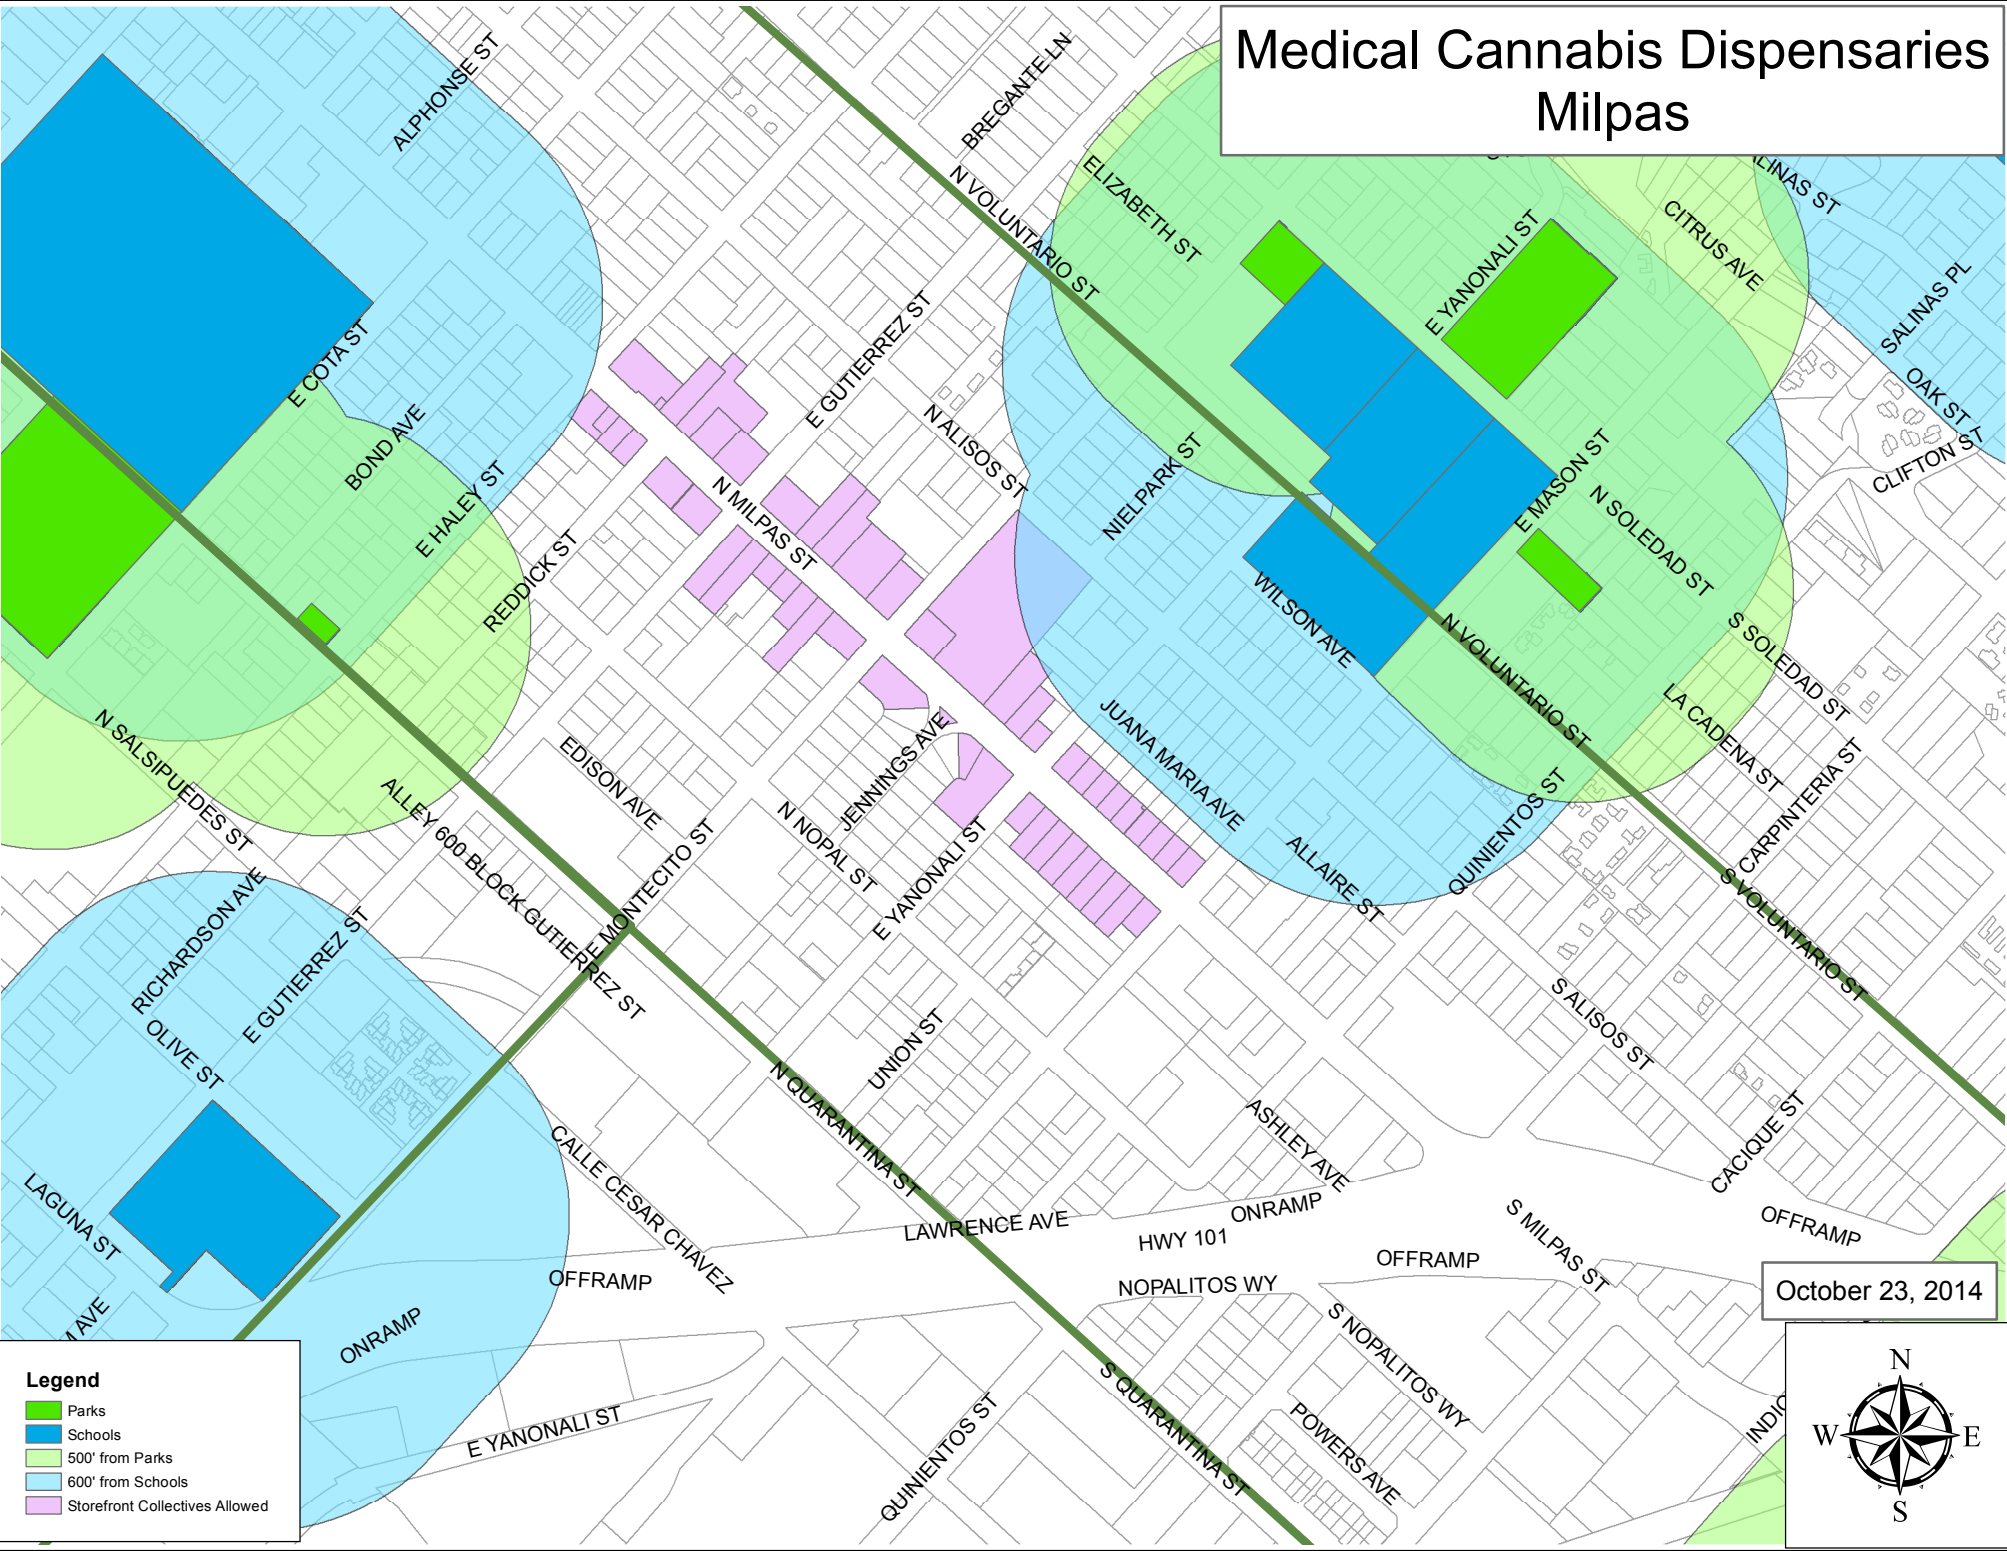 Medical Cannabis Dispensaries
Milpas
ALPHONSE ST
BREGANTE LN
ELIZABETH ST
N VOLUNTARIO ST
CITRUS AVE
E YANONALI ST
SALINAS PL
E COTA ST
E GUTIERREZ ST
OAK ST
CLIFTON ST
BOND AVE
N ALISOS ST
NIELPARK ST
E MASON ST
N SOLEDAD ST
E HALEY ST
N MILPAS ST
REDDICK ST
WILSON AVE
N VOLUNTARIO ST
S SOLEDAD ST
LA CADENA ST
N SALSIPUEDES ST
EDISON AVE
JENNINGS AVE
JUANA MARIA AVE
CARPINTERIA ST
ALLEY 600 BLOCK GUTIERREZ ST
N NOPAL ST
E YANONALI ST
ALLAIRE ST
QUINIENTOS ST
E MONTECITO ST
S VOLUNTARIO ST
RICHARDSON AVE
E GUTIERREZ ST
OLIVE ST
UNION ST
S ALISOS ST
N QUARANTINA ST
ASHLEY AVE
CACIQUE ST
CALLE CESAR CHAVEZ
LAGUNA ST
LAWRENCE AVE
HWY 101
ONRAMP
S MILPAS ST
OFFRAMP
OFFRAMP
OFFRAMP
NOPALITOS WY
October 23, 2014
ONRAMP
S NOPALITOS WY
S QUARANTINA ST
POWERS AVE
E YANONALI ST
QUINIENTOS ST
N
W
E
S
Legend
Parks
Schools
500' from Parks
600' from Schools
Storefront Collectives Allowed